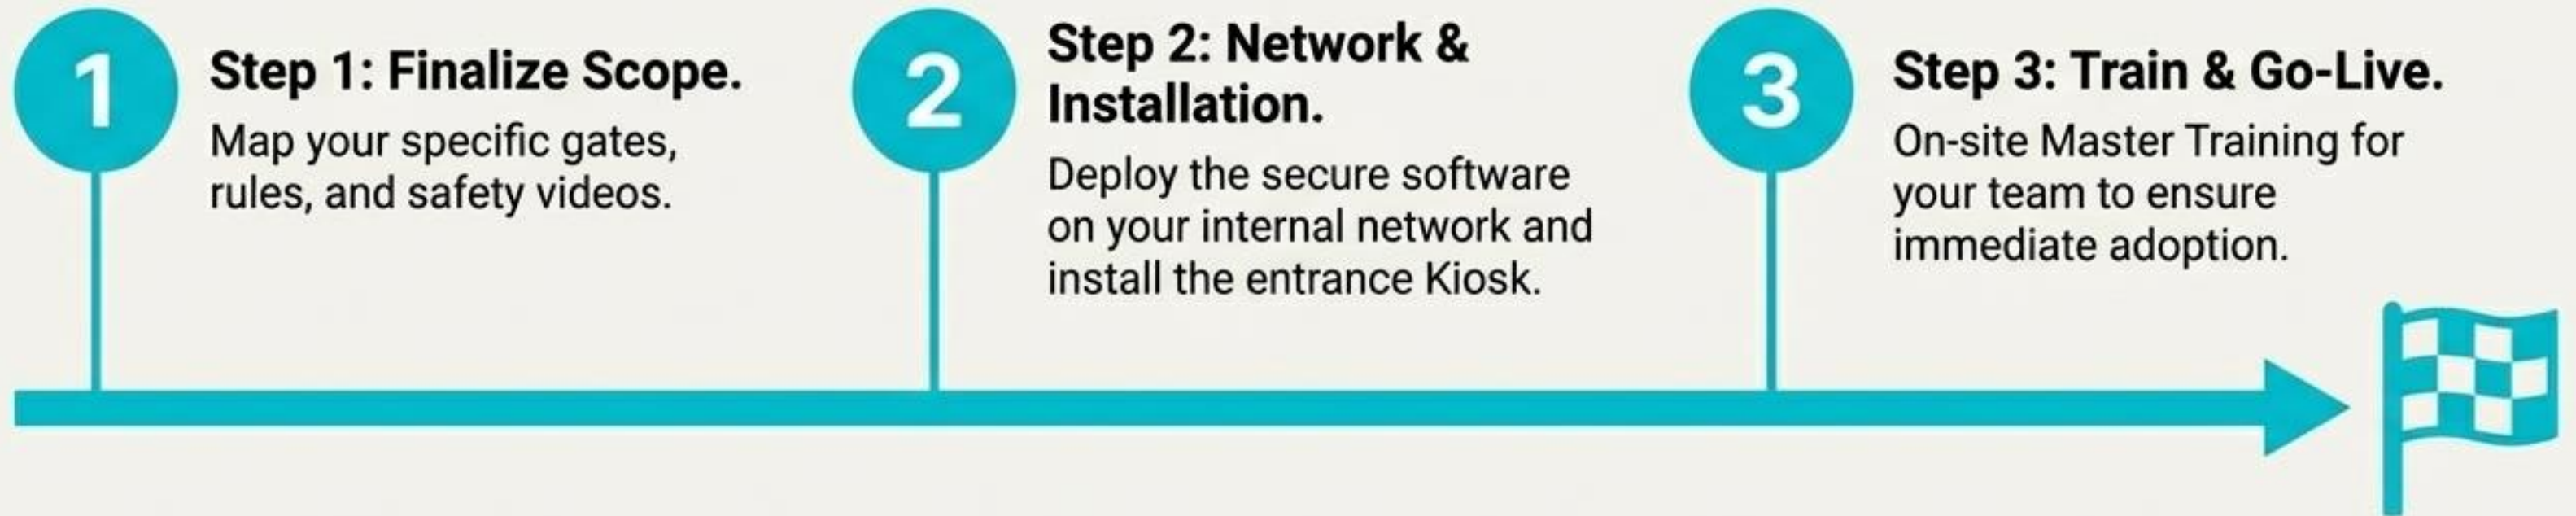 1
Step 1: Finalize Scope.
Map your specific gates,
rules, and safety videos.
2
Step 2: Network &
Installation.
Deploy the secure software
on your internal network and
install the entrance Kiosk.
3
Step 3: Train & Go-Live.
On-site Master Training for
your team to ensure
immediate adoption.